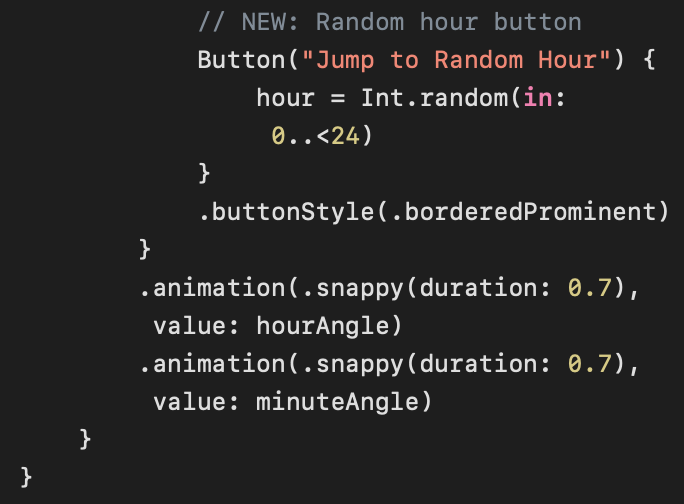 // NEW: Random hour button
Button("Jump to Random Hour") {
hour = Int.random(in:
0..<24)
}
.buttonStyle(.borderedProminent)
}
.animation(.snappy(duration: 0.7),
value: hourAngle)
.animation(.snappy(duration: 0.7),
value: minuteAngle)
}
}